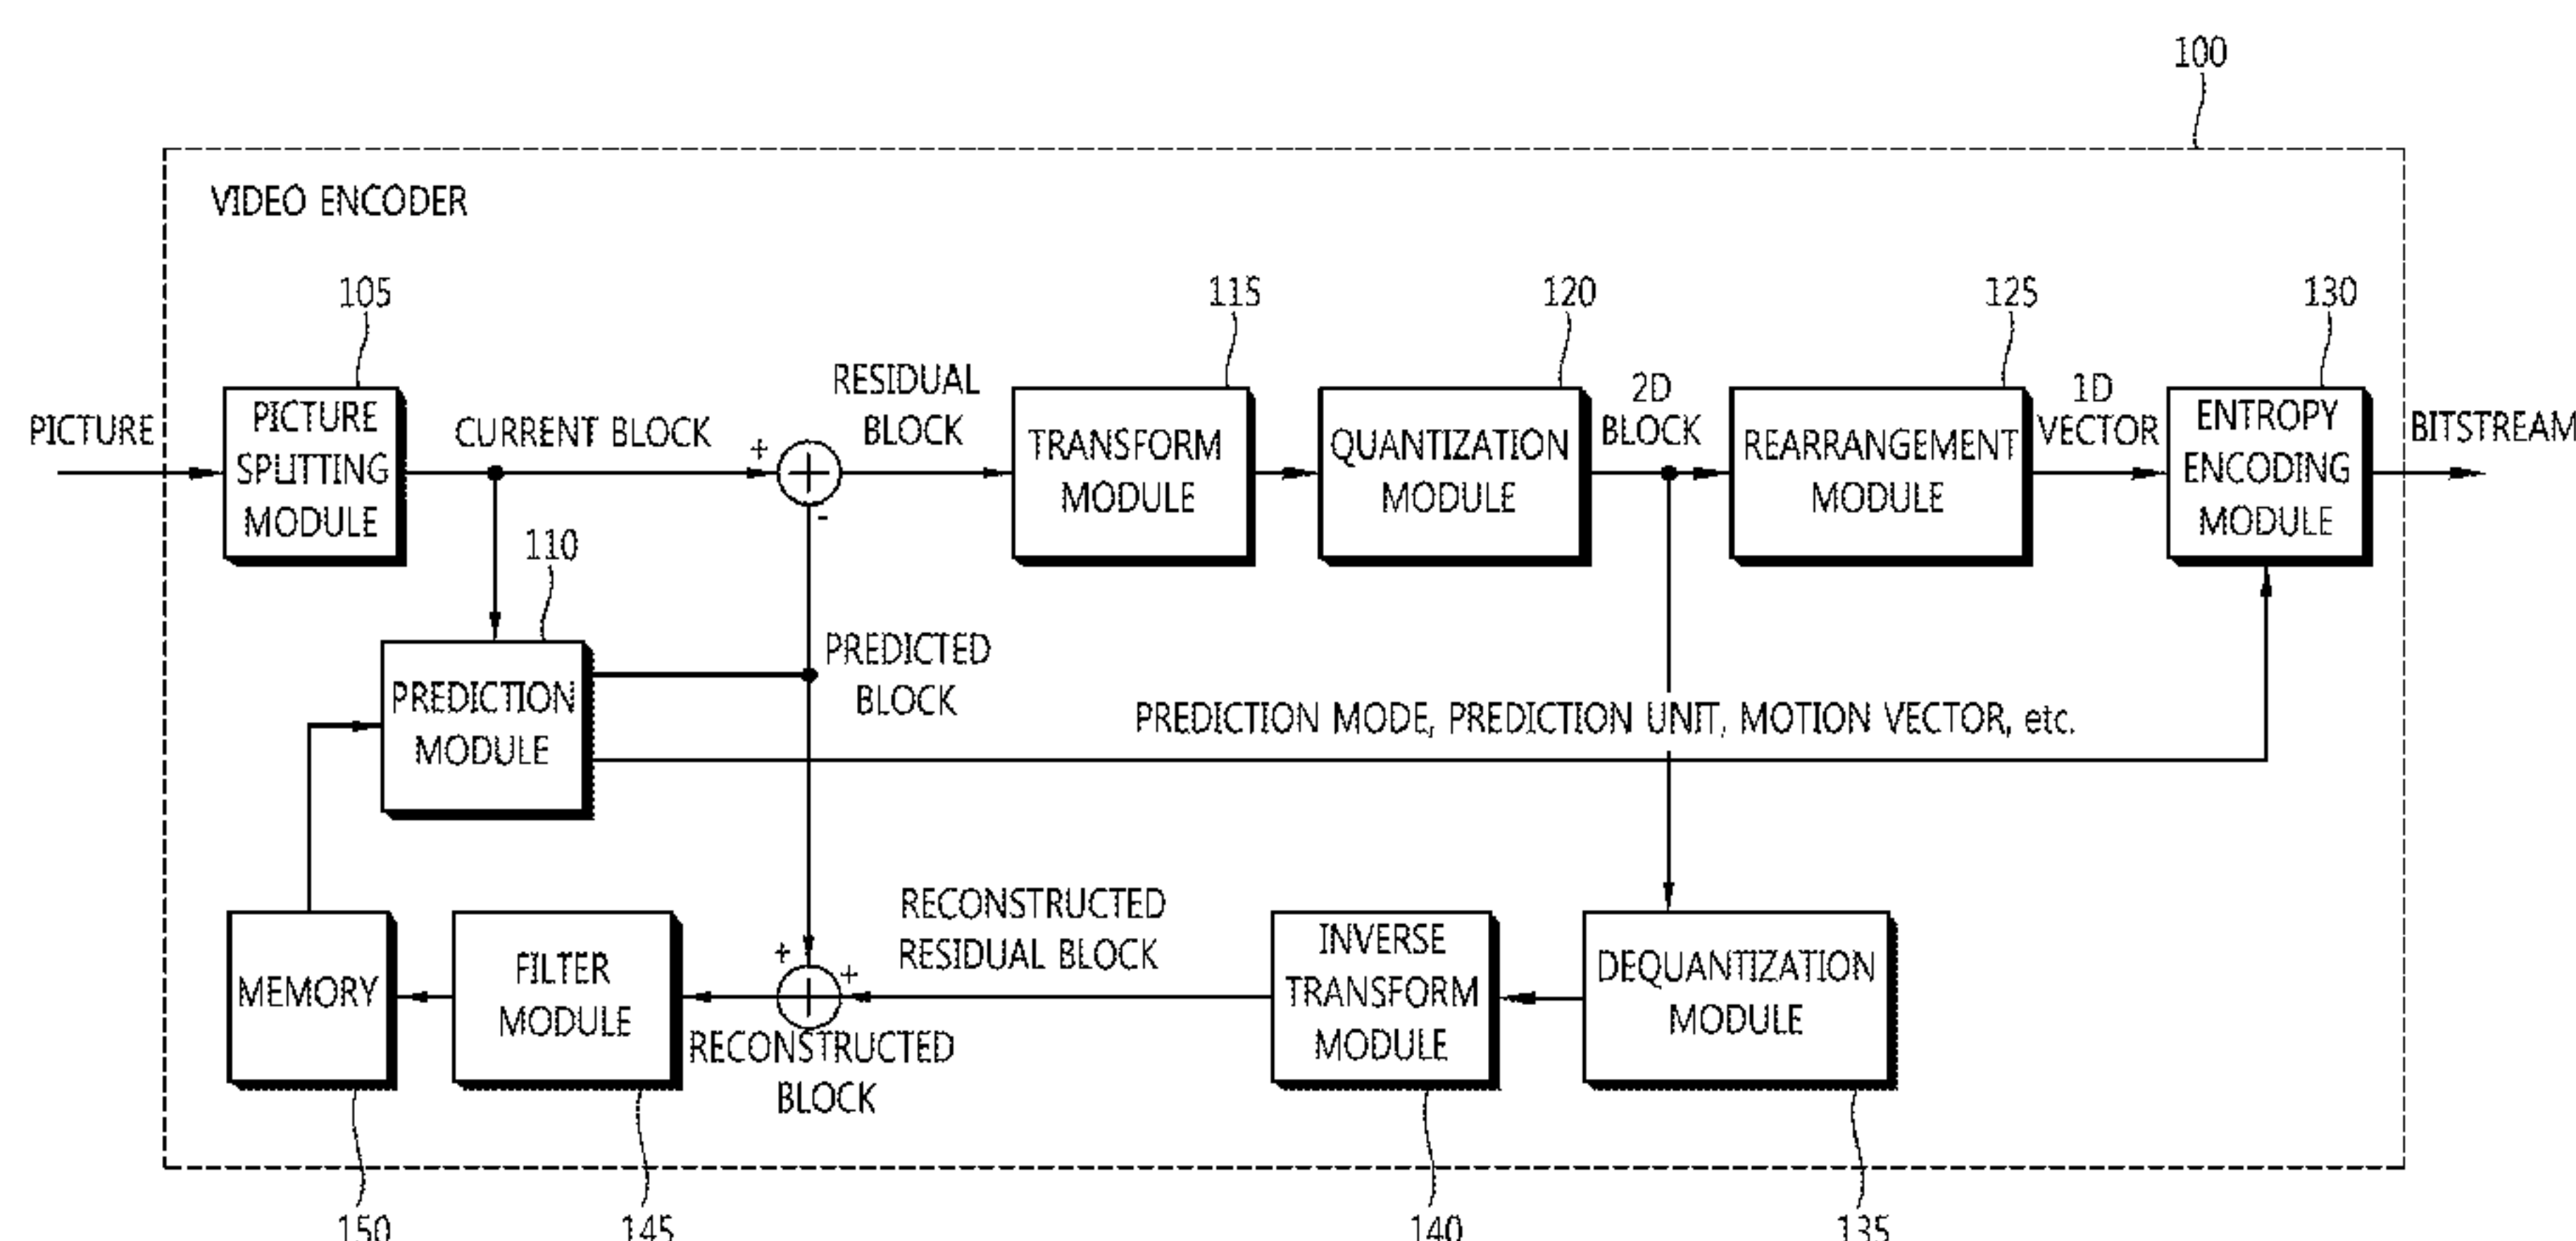 100
VIDEO ENCODER
105
115
120
125
130
PICTURE
PICTURE
SPLITTING
MODULE
CURRENT BLOCK
+
-
RESIDUAL
BLOCK
TRANSFORM
MODULE
QUANTIZATION
MODULE
2D
BLOCK
REARRANGEMENT
MODULE
1D
VECTOR
ENTROPY
ENCODING
MODULE
BITSTREAM
110
PREDICTION
MODULE
PREDICTED
BLOCK
PREDICTION MODE, PREDICTION UNIT, MOTION VECTOR, etc.
MEMORY
FILTER
MODULE
+
+
RECONSTRUCTED
BLOCK
RECONSTRUCTED
RESIDUAL BLOCK
INVERSE
TRANSFORM
MODULE
DEQUANTIZATION
MODULE
150
145
140
135